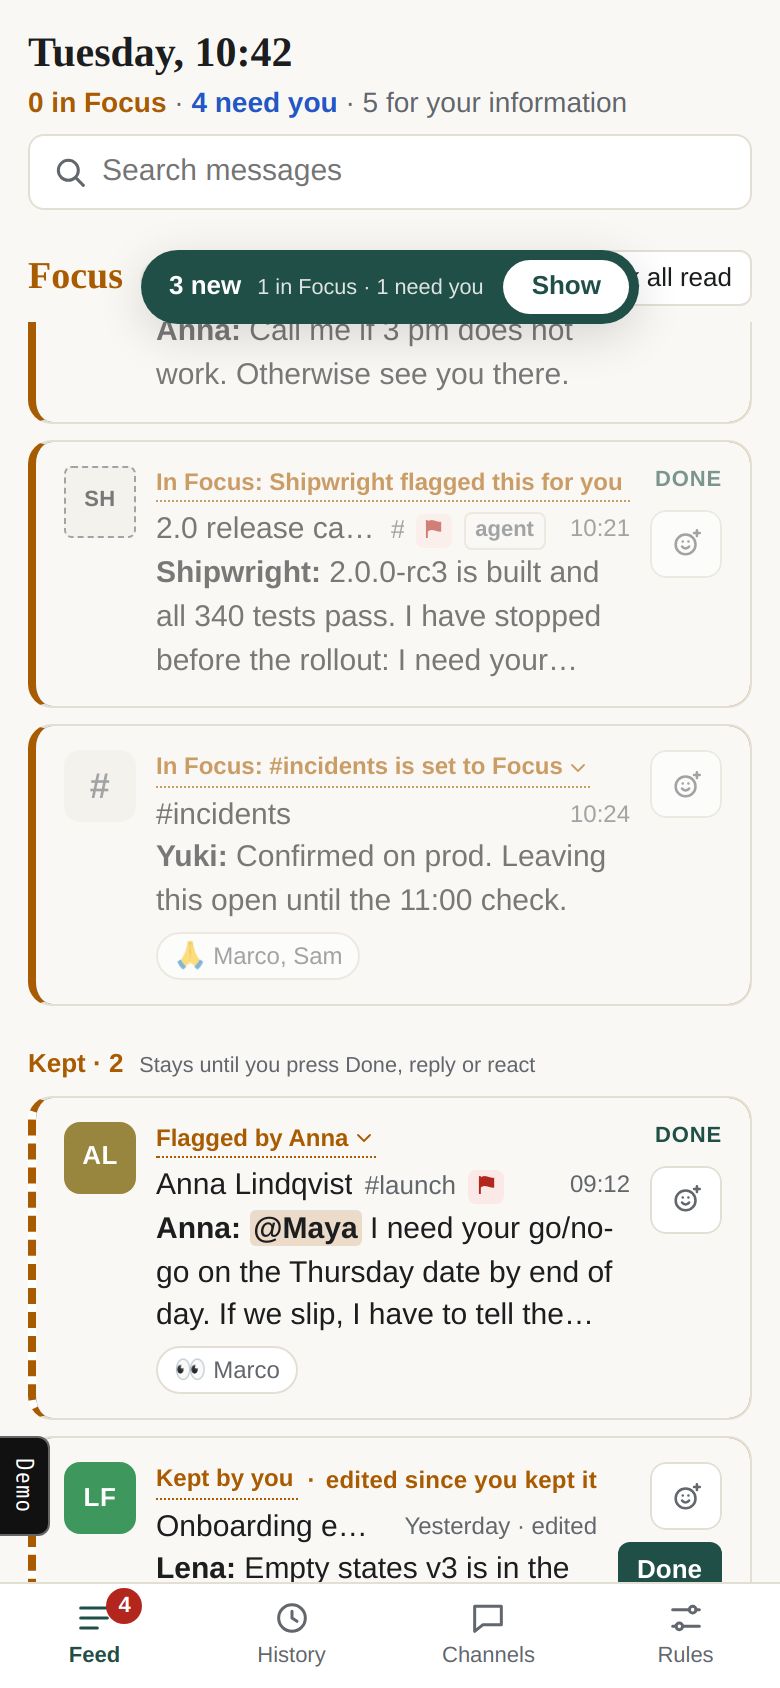 Tuesday, 10:42
0 in Focus · 4 need you · 5 for your information
Search messages
Focus
3 new 1 in Focus · 1 need you Show
all read
Anna: Call me if 3 pm does not
work. Otherwise see you there.
SH
In Focus: Shipwright flagged this for you
DONE
2.0 release ca… # agent 10:21
Shipwright: 2.0.0-rc3 is built and
all 340 tests pass. I have stopped
before the rollout: I need your…
#
In Focus: #incidents is set to Focus
#incidents 10:24
Yuki: Confirmed on prod. Leaving
this open until the 11:00 check.
🙏 Marco, Sam
Kept · 2 Stays until you press Done, reply or react
AL
Flagged by Anna
DONE
Anna Lindqvist #launch 09:12
Anna: @Maya I need your go/no-
go on the Thursday date by end of
day. If we slip, I have to tell the…
👀 Marco
Demo
LF
Kept by you · edited since you kept it
Onboarding e… Yesterday · edited
Lena: Empty states v3 is in the
Done
4
Feed History Channels Rules